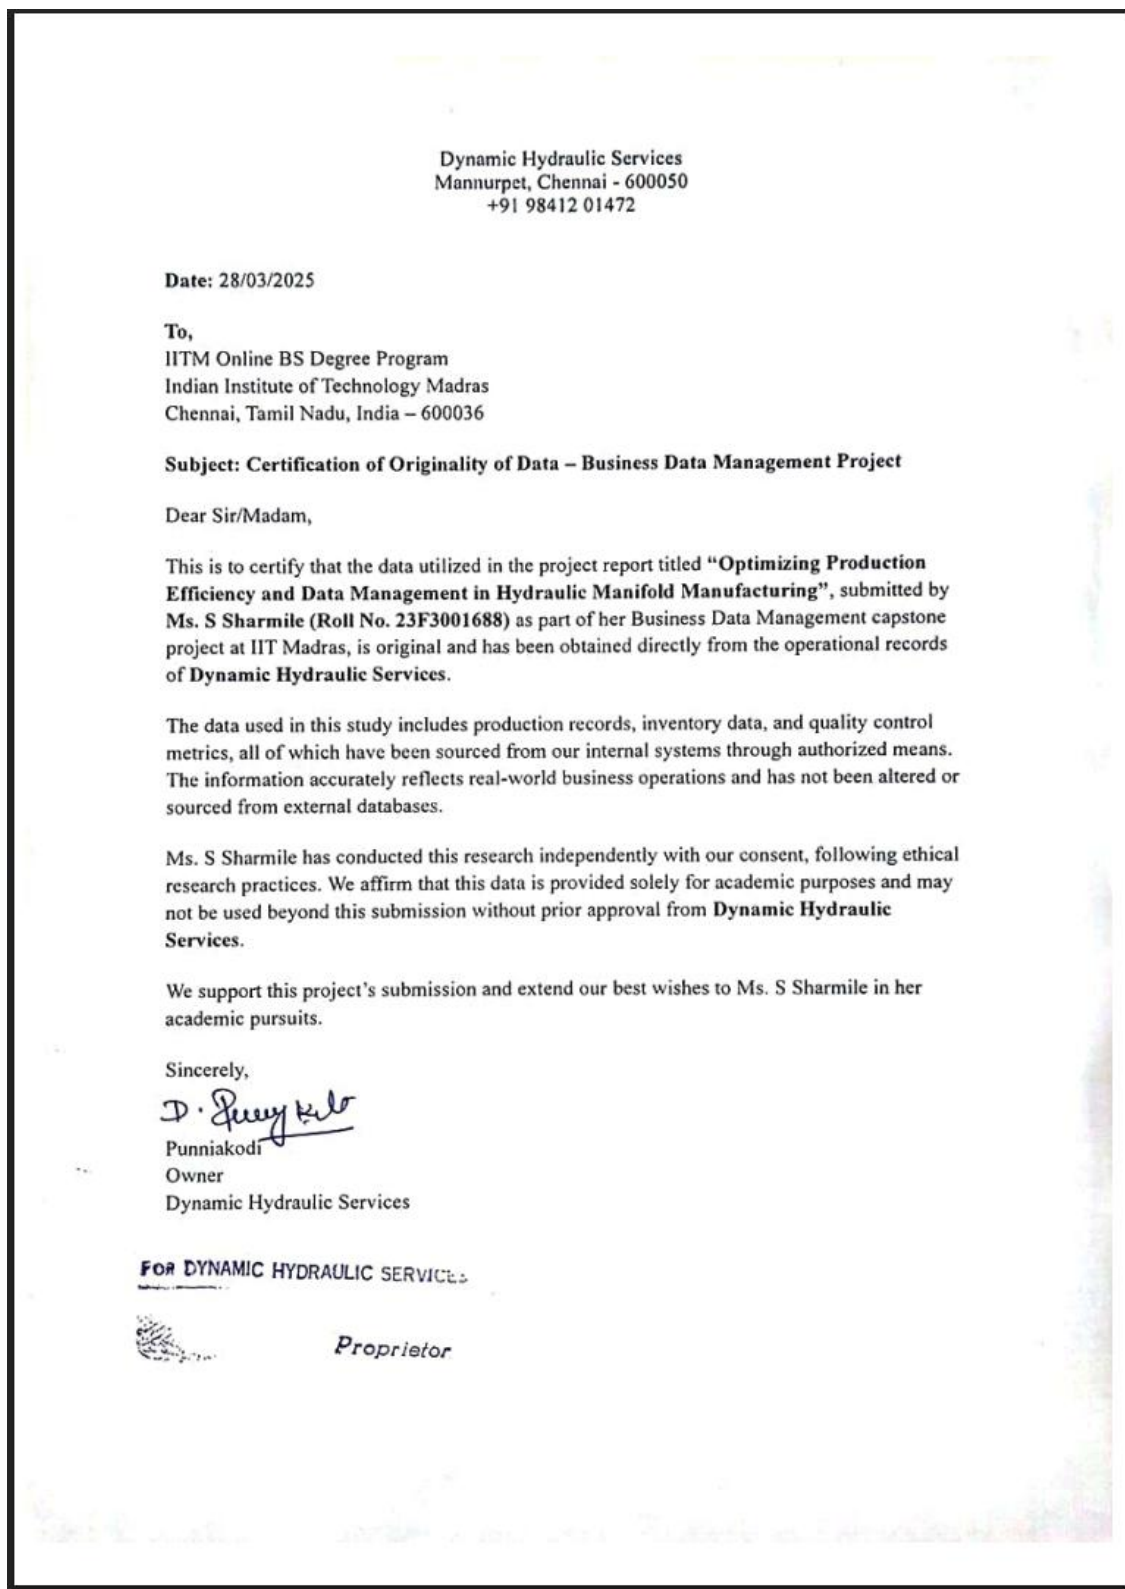 Dynamic Hydraulic Services
Mannurpet, Chennai - 600050
+91 98412 01472
Date: 28/03/2025
To,
IITM Online BS Degree Program
Indian Institute of Technology Madras
Chennai, Tamil Nadu, India – 600036
Subject: Certification of Originality of Data – Business Data Management Project
Dear Sir/Madam,
This is to certify that the data utilized in the project report titled “Optimizing Production
Efficiency and Data Management in Hydraulic Manifold Manufacturing”, submitted by
Ms. S Sharmile (Roll No. 23F3001688) as part of her Business Data Management capstone
project at IIT Madras, is original and has been obtained directly from the operational records
of Dynamic Hydraulic Services.
The data used in this study includes production records, inventory data, and quality control
metrics, all of which have been sourced from our internal systems through authorized means.
The information accurately reflects real-world business operations and has not been altered or
sourced from external databases.
Ms. S Sharmile has conducted this research independently with our consent, following ethical
research practices. We affirm that this data is provided solely for academic purposes and may
not be used beyond this submission without prior approval from Dynamic Hydraulic
Services.
We support this project’s submission and extend our best wishes to Ms. S Sharmile in her
academic pursuits.
Sincerely,
D.
Punniakodi
Owner
Dynamic Hydraulic Services
FOR DYNAMIC HYDRAULIC SERVICES
Proprietor